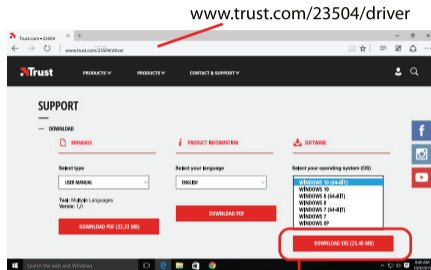 www.trust.com/23504/driver
Trust.com • 23504
www.trust.com/23504/driver
Trust
PRODUCTS
PRODUCTS
CONTACT & SUPPORT
SUPPORT
DOWNLOAD
MANUALS
PRODUCT INFORMATION
SOFTWARE
Select type
Select your language
Select your operating system (OS)
USER MANUAL
ENGLISH
WINDOWS 10 (64-BIT)
WINDOWS 10
WINDOWS 8 (64-BIT)
WINDOWS 8
WINDOWS 7 (64-BIT)
WINDOWS 7
WINDOWS XP
Multiple Languages
Version: 1,0
DOWNLOAD PDF (33,33 MB)
DOWNLOAD PDF
DOWNLOAD EXE (25,40 MB)
Search the web and Windows